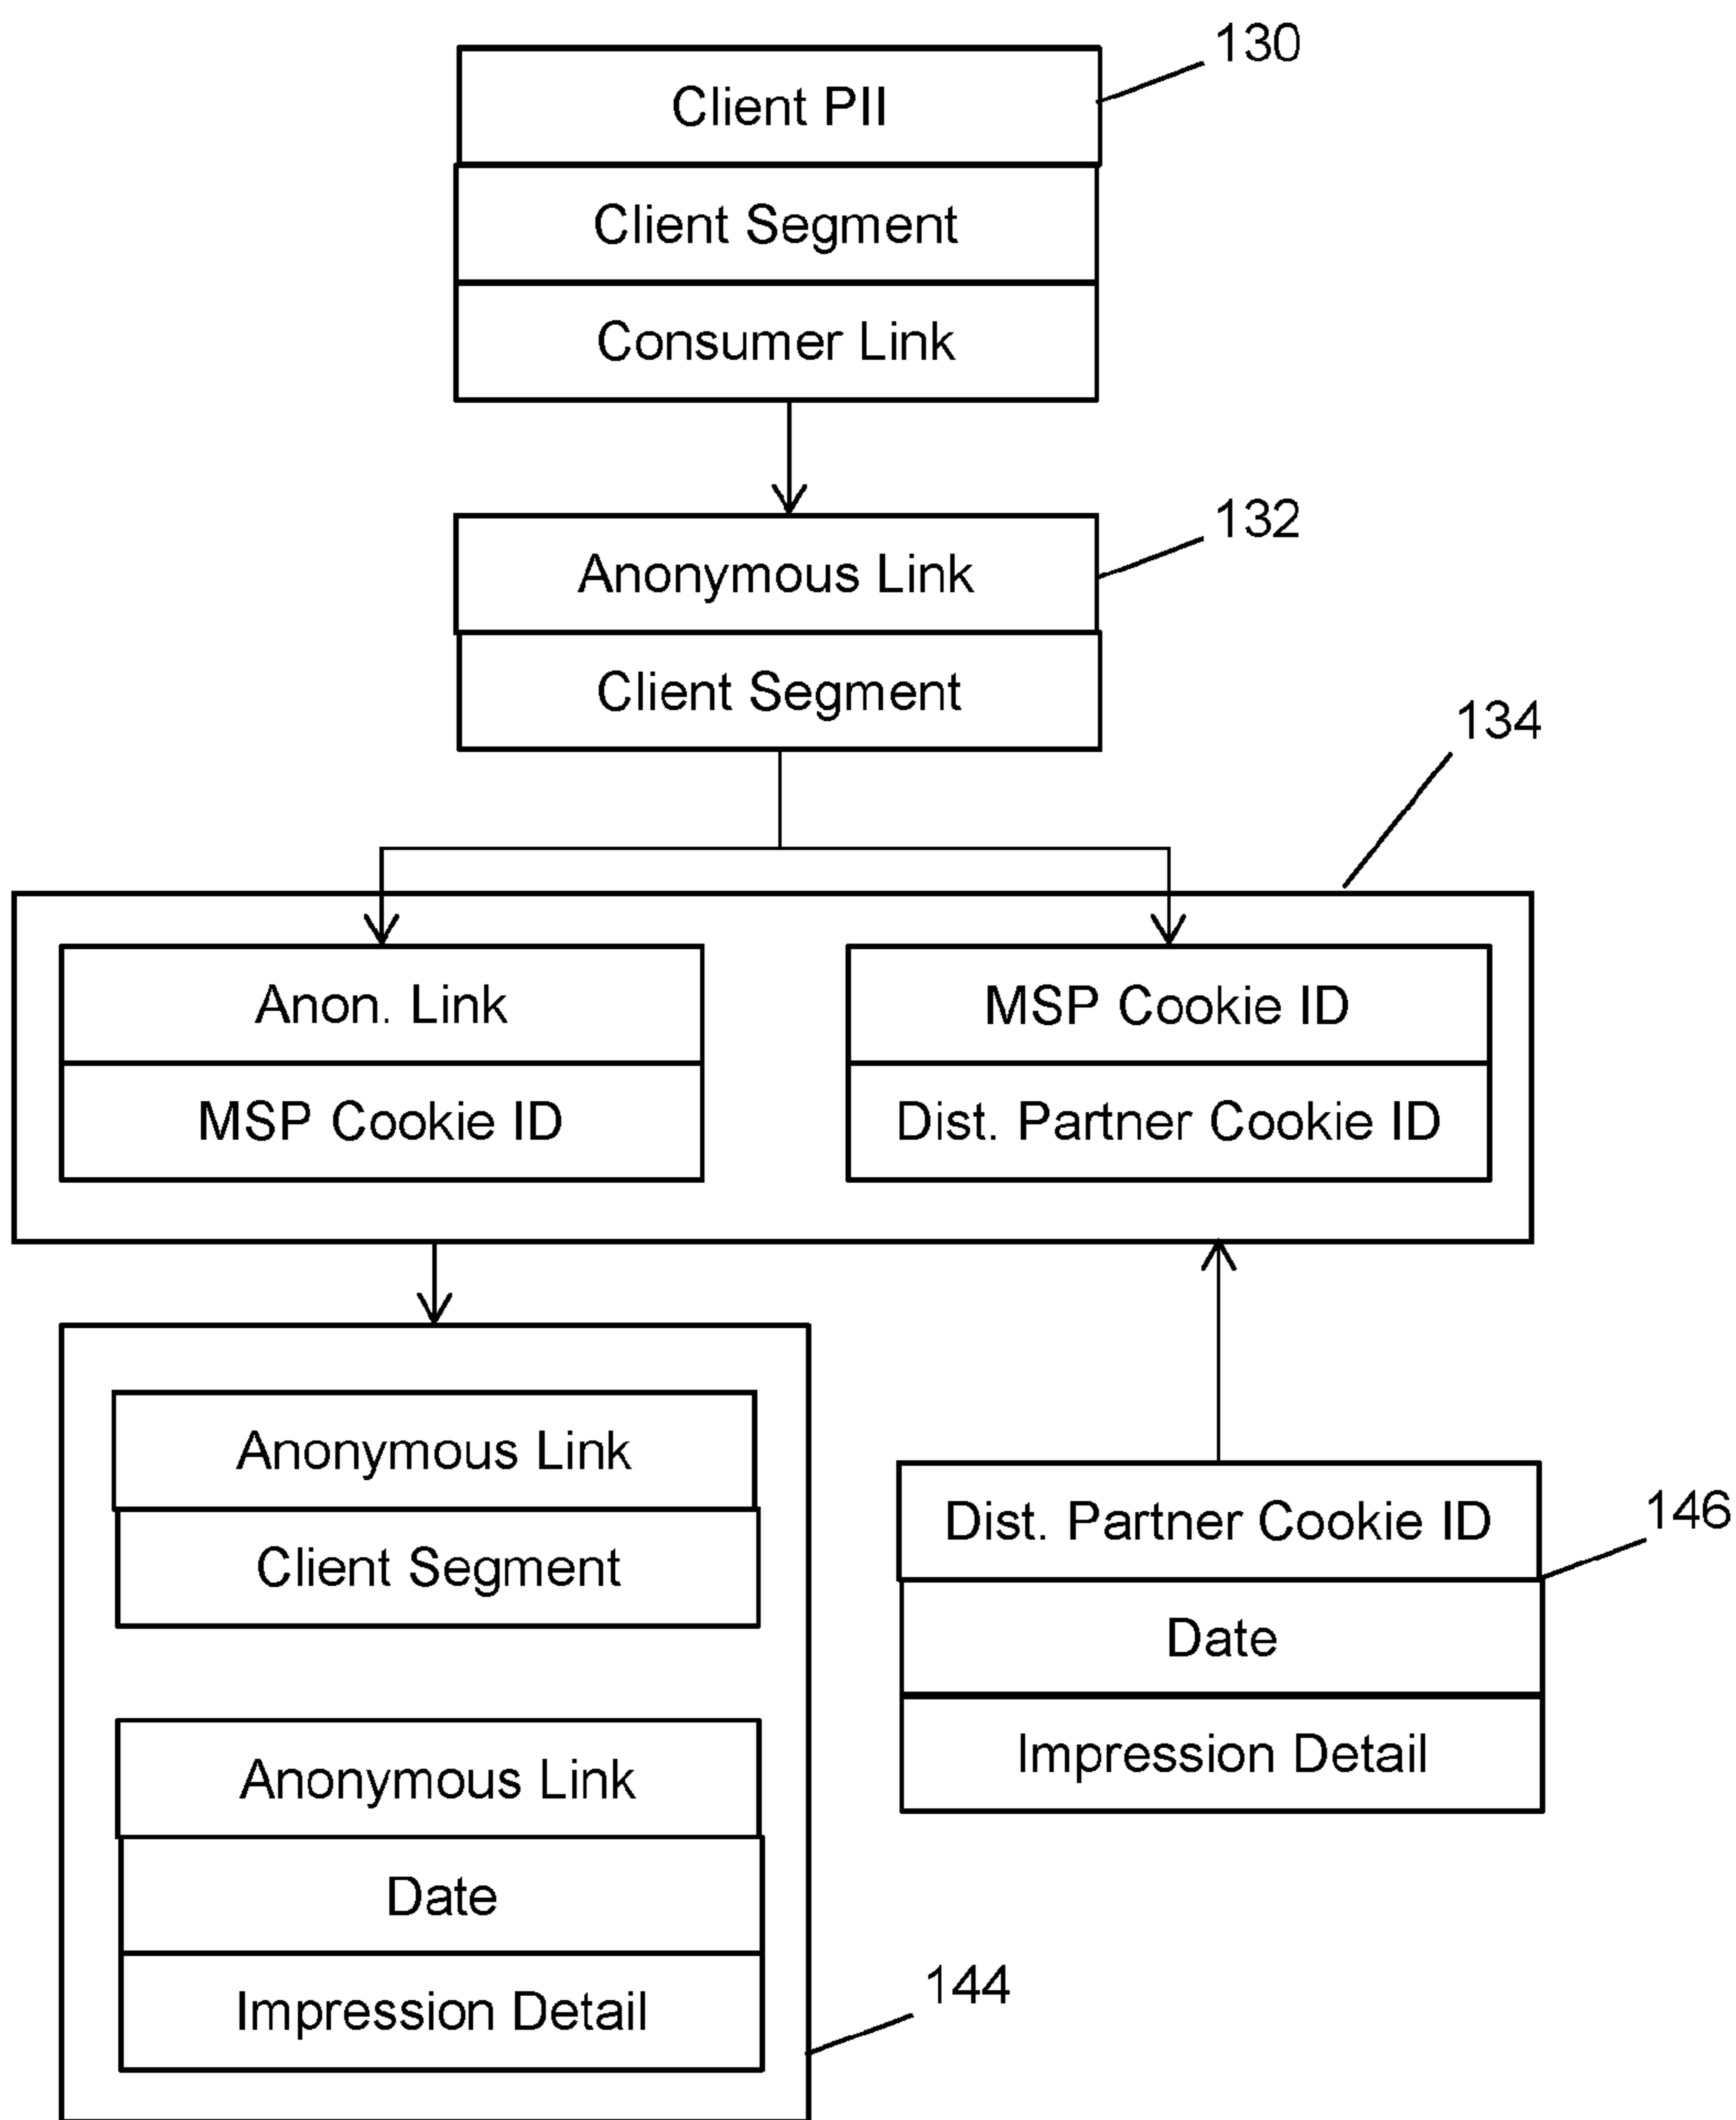 130
Client PII
Client Segment
Consumer Link
132
Anonymous Link
Client Segment
134
Anon. Link
MSP Cookie ID
MSP Cookie ID
Dist. Partner Cookie ID
Anonymous Link
Client Segment
Anonymous Link
Date
Impression Detail
144
Dist. Partner Cookie ID
146
Date
Impression Detail